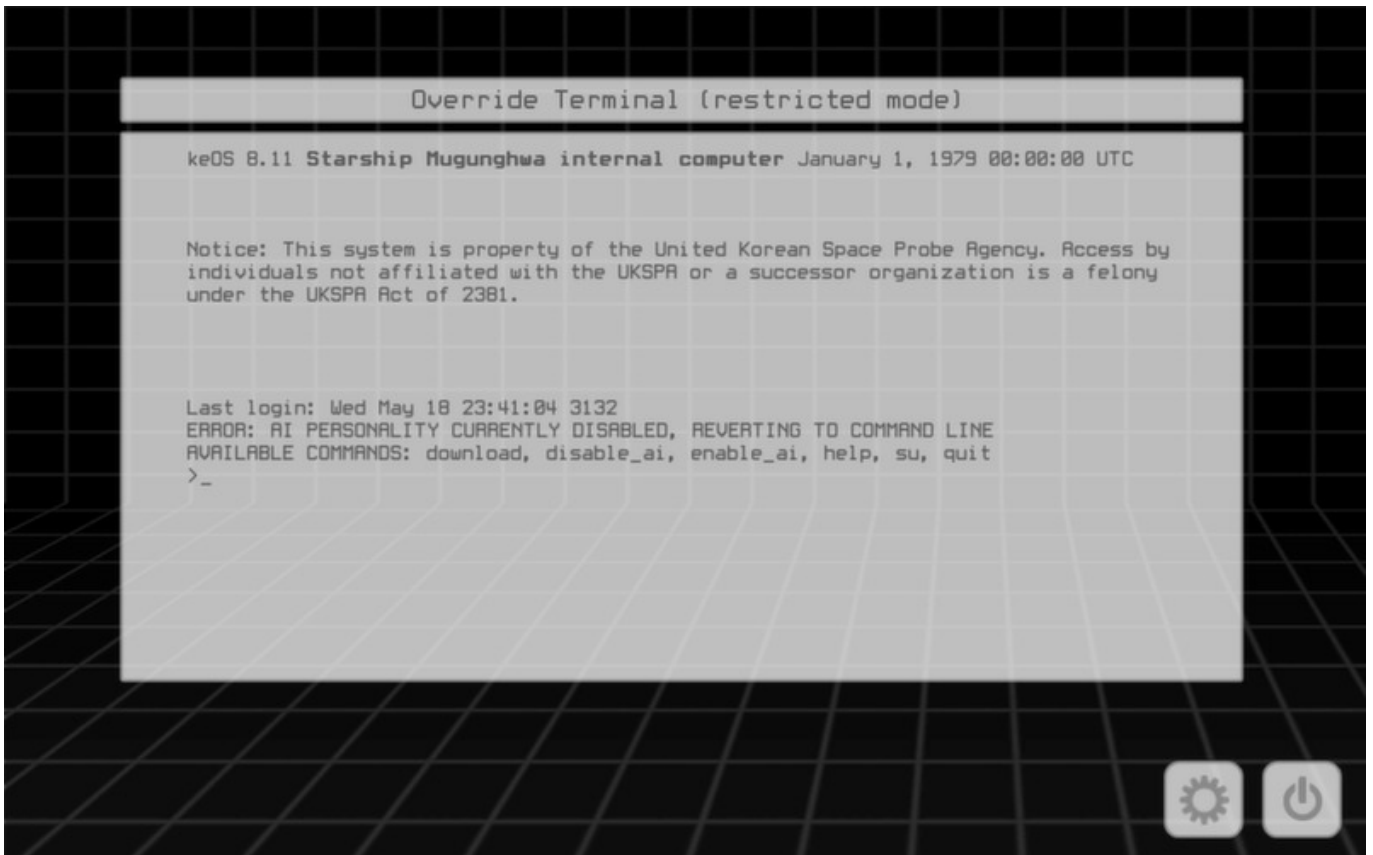 Override Terminal (restricted mode)
keOS 8.11 Starship Mugunghwa internal computer January 1, 1979 00:00:00 UTC
Notice: This system is property of the United Korean Space Probe Agency. Access by
individuals not affiliated with the UKSPA or a successor organization is a felony
under the UKSPA Act of 2381.
Last login: Wed May 18 23:41:04 3132
ERROR: AI PERSONALITY CURRENTLY DISABLED, REVERTING TO COMMAND LINE
AVAILABLE COMMANDS: download, disable_ai, enable_ai, help, su, quit
>_